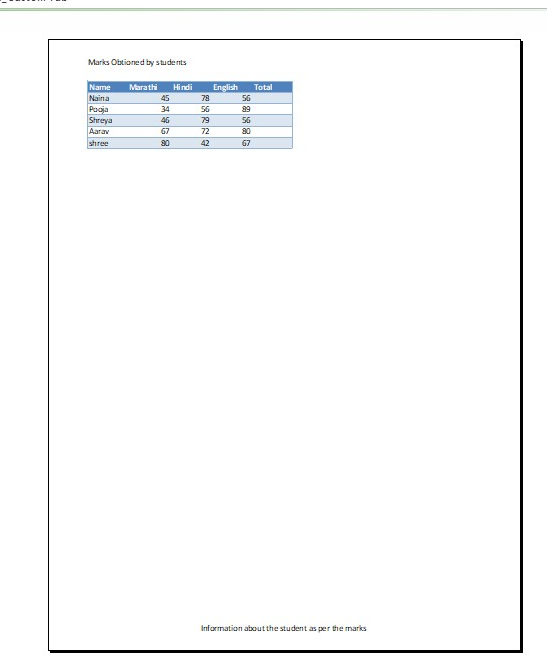 Marks Obtioned by students
Name Marathi Hindi English Total
Naina 45 78 56
Pooja 34 56 89
Shreya 46 79 56
Aarav 67 72 80
shree 80 42 67
Information about the student as per the marks